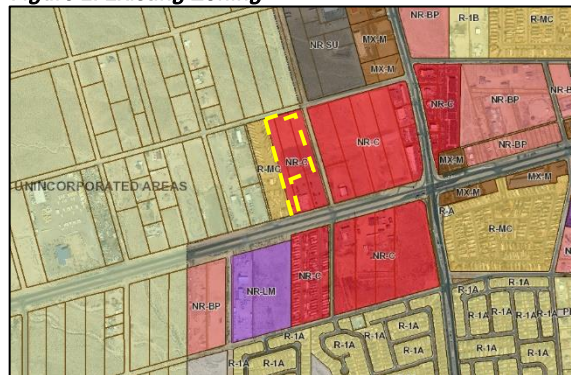 NR-SU
MX-M
NR-BP
R-1B
R-MC
MX-M
NR-C
NR-BP
NR-C
NR-C
NR-BP
MX-M
R-MC
UNINCORPORATED AREAS
MX-M
MX-M
R-A
R-MC
NR-C
NR-LM
NR-C
NR-BP
R-1A
R-1A
R-1A
R-1A
R-1A
R-1A
R-1A
R-1A
R-1A
R-1A
R-1A